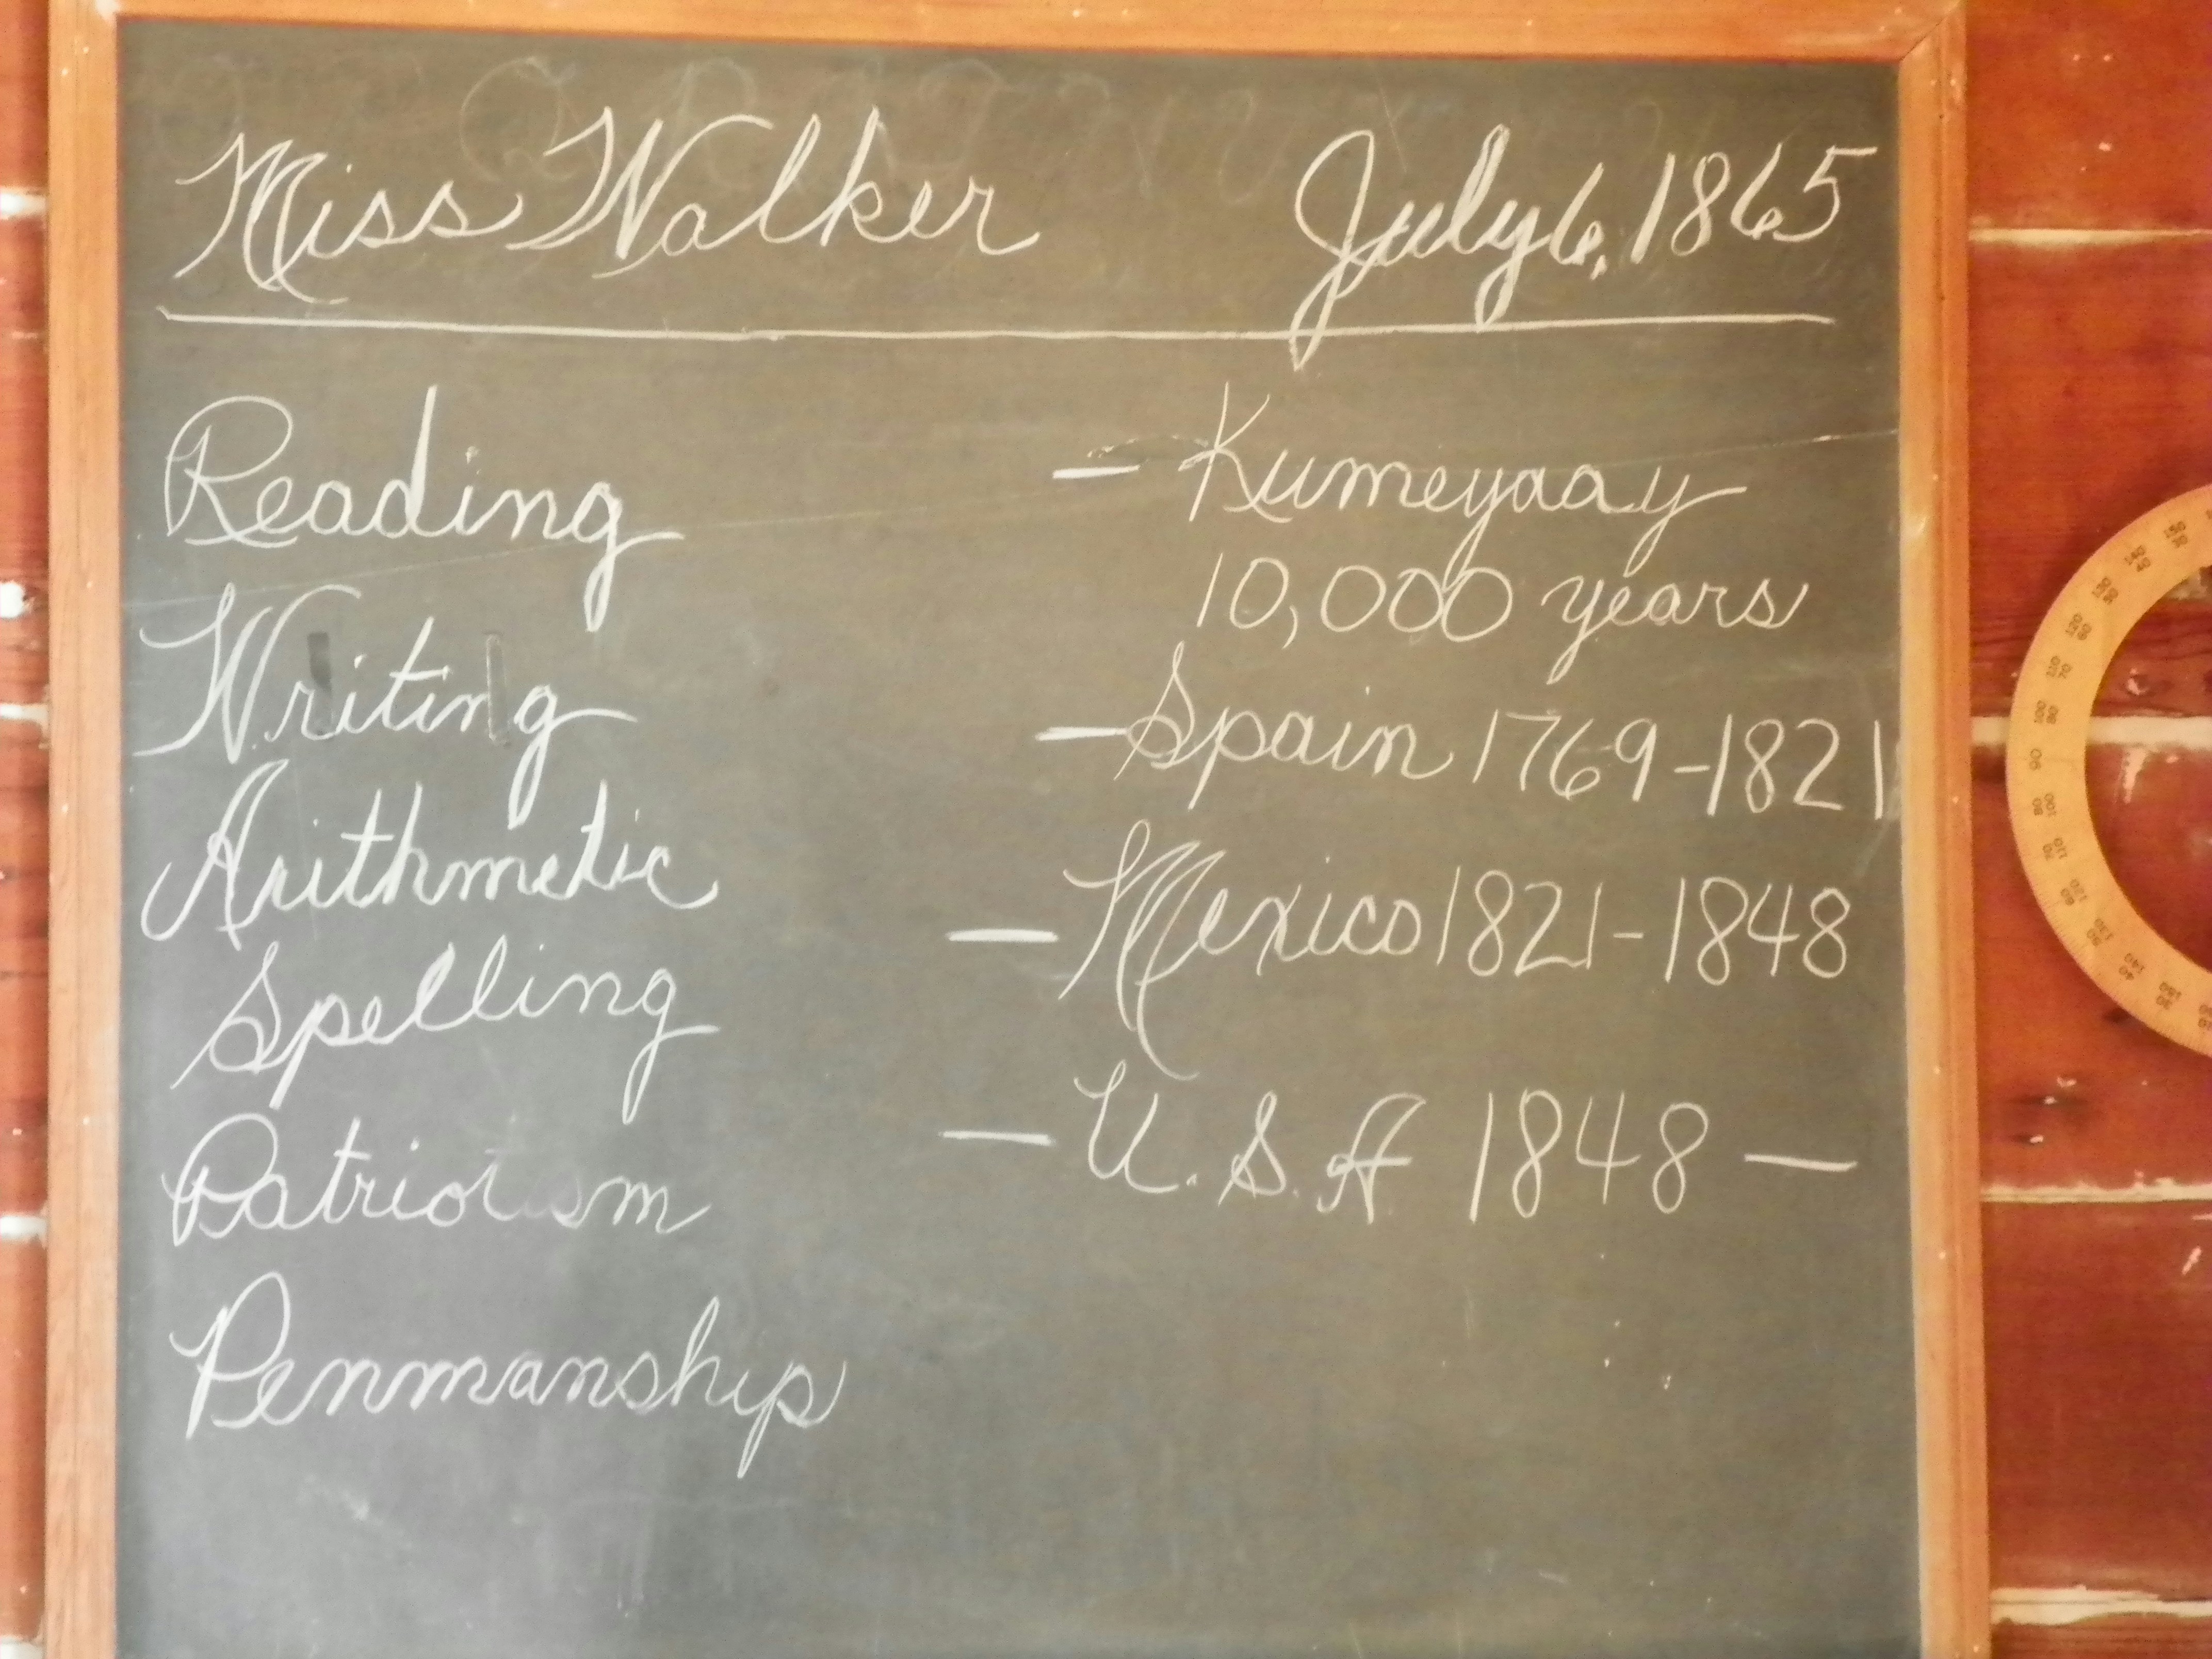 Miss Walker July 6, 1865
Reading
Writing
Arithmetic
Spelling
Patriotism
Penmanship
- Kumeyaay
10,000 years
- Spain 1769-1821
- Mexico 1821-1848
- U.S.A 1848 -